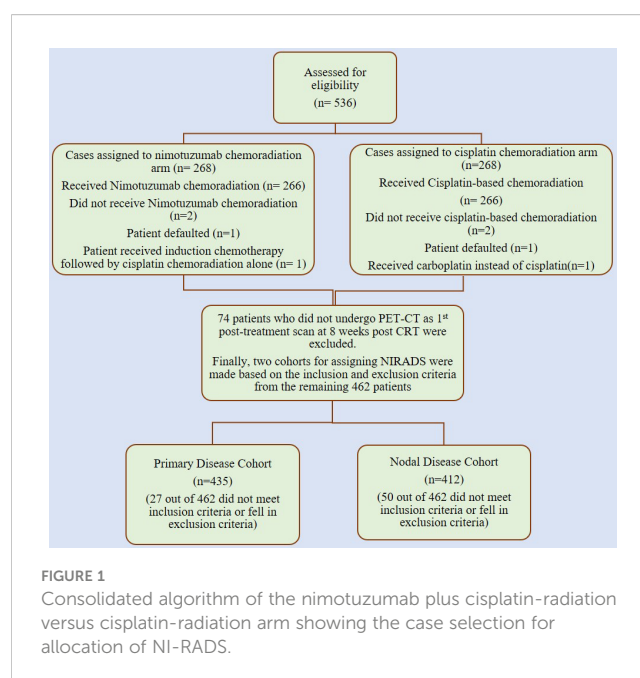 Assessed for
eligibility
(n= 536)
Cases assigned to nimotuzumab chemoradiation
arm (n= 268)
Received Nimotuzumab chemoradiation (n= 266)
Did not receive Nimotuzumab chemoradiation
(n=2)
Patient defaulted (n=1)
Patient received induction chemotherapy
followed by cisplatin chemoradiation alone (n= 1)
Cases assigned to cisplatin chemoradiation arm
(n=268)
Received Cisplatin-based chemoradiation
(n= 266)
Did not receive cisplatin-based chemoradiation
(n=2)
Patient defaulted (n=1)
Received carboplatin instead of cisplatin(n=1)
74 patients who did not undergo PET-CT as 1st
post-treatment scan at 8 weeks post CRT were
excluded.
Finally, two cohorts for assigning NIRADS were
made based on the inclusion and exclusion criteria
from the remaining 462 patients
Primary Disease Cohort
(n=435)
(27 out of 462 did not meet
inclusion criteria or fell in
exclusion criteria)
Nodal Disease Cohort
(n=412)
(50 out of 462 did not meet
inclusion criteria or fell in
exclusion criteria)
FIGURE 1
Consolidated algorithm of the nimotuzumab plus cisplatin-radiation
versus cisplatin-radiation arm showing the case selection for
allocation of NI-RADS.